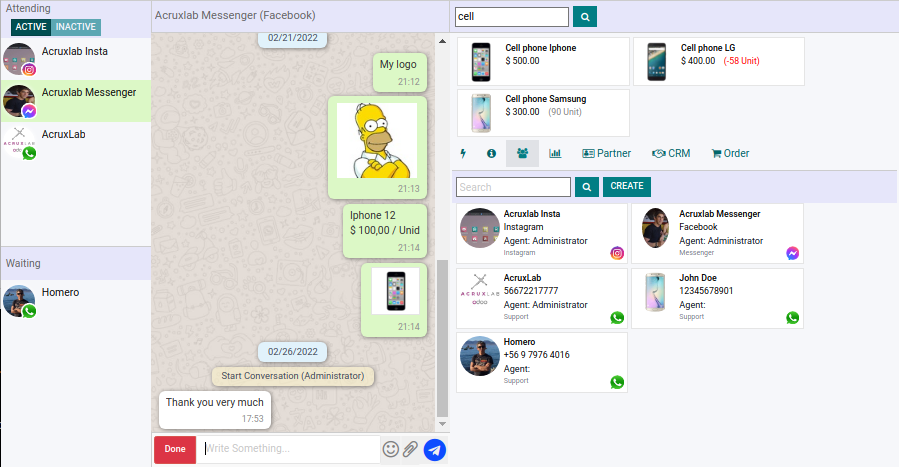 Attending
ACTIVE INACTIVE
Acruxlab Insta
Acruxlab Messenger
AcruxLab
Waiting
Homero
Acruxlab Messenger (Facebook)
02/21/2022
My logo
21:12
21:13
Iphone 12
$ 100,00 / Unid
21:14
21:14
02/26/2022
Start Conversation (Administrator)
Thank you very much
17:53
Done Write Something...
cell
Cell phone Iphone
$ 500.00
Cell phone LG
$ 400.00 (-58 Unit)
Cell phone Samsung
$ 300.00 (90 Unit)
Partner CRM Order
Search CREATE
Acruxlab Insta
Instagram
Agent: Administrator
Instagram
Acruxlab Messenger
Facebook
Agent: Administrator
Messenger
ACRUXLAB
odoo
AcruxLab
56672217777
Agent: Administrator
Support
John Doe
12345678901
Agent:
Support
Homero
+56 9 7976 4016
Agent:
Support